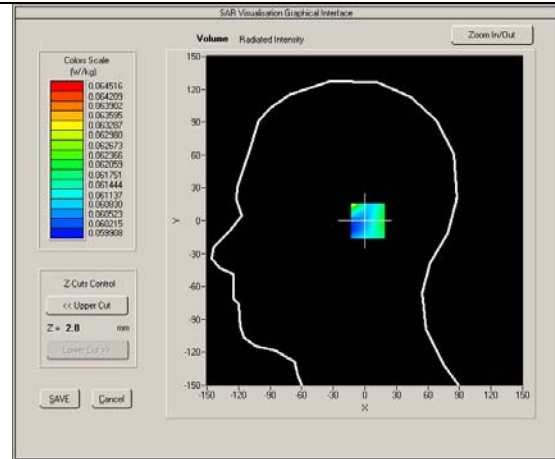 SAR Visualisation Graphical Interface
Volume Radiated Intensity
Zoom In/Out
Colors Scale
(W/kg)
0.064516
0.064209
0.063902
0.063595
0.063287
0.062980
0.062673
0.062366
0.062059
0.061751
0.061444
0.061137
0.060830
0.060523
0.060215
0.059908
Z-Cuts Control
<< Upper Cut
Z = 2.8 mm
Lower Cut >>
SAVE Cancel
150-
120-
90-
60-
30-
Y 0-
-30-
-60-
-90-
-120-
-150-
-150 -120 -90 -60 -30 0 30 60 90 120 150
X